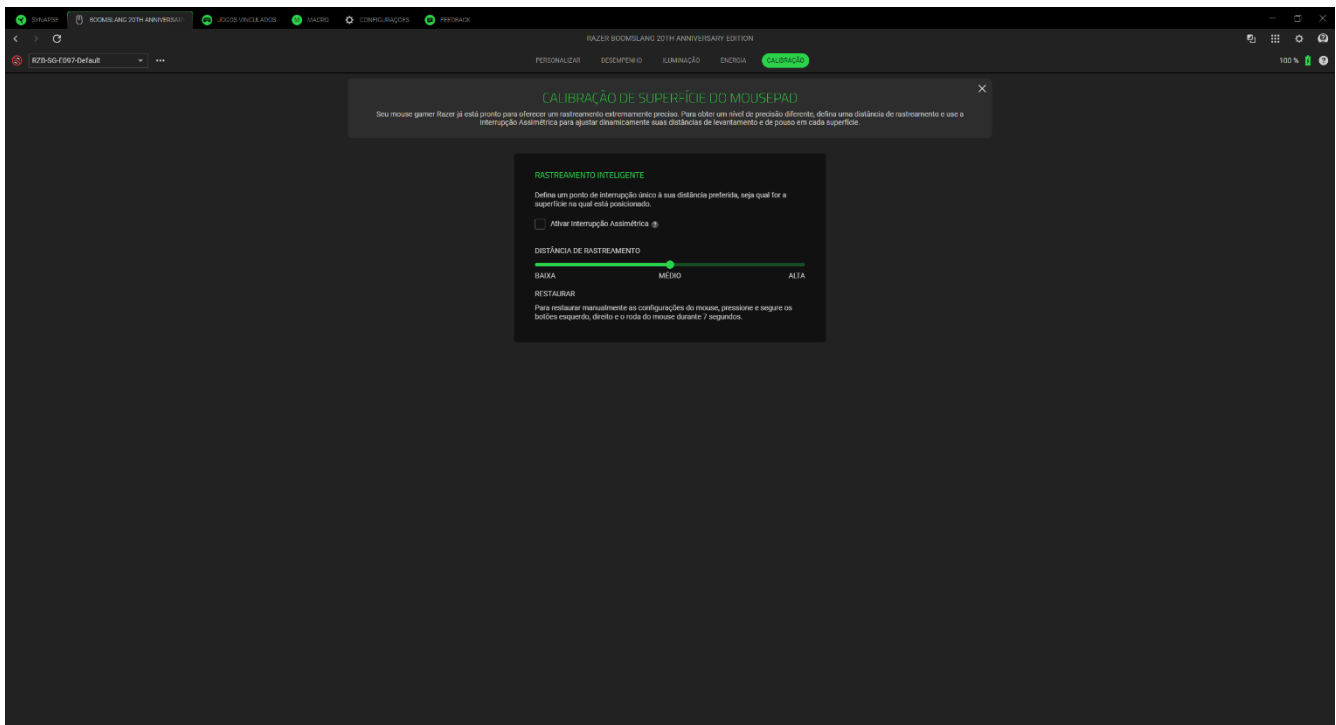 SYNAPSE
BOOMSLANG 20TH ANNIVERSARY
JOGOS VINCULADOS
MACRO
CONFIGURAÇÕES
FEEDBACK
RAZER BOOMSLANG 20TH ANNIVERSARY EDITION
RZB-SG-E097-Default
PERSONALIZAR
DESEMPENHO
ILUMINAÇÃO
ENERGIA
CALIBRAÇÃO
100 %
CALIBRAÇÃO DE SUPERFÍCIE DO MOUSEPAD
Seu mouse gamer Razer já está pronto para oferecer um rastreamento extremamente preciso. Para obter um nível de precisão diferente, defina uma distância de rastreamento e use a
Interrupção Assimétrica para ajustar dinamicamente suas distâncias de levantamento e de pouso em cada superfície.
RASTREAMENTO INTELIGENTE
Defina um ponto de interrupção único à sua distância preferida, seja qual for a
superfície na qual está posicionado.
Ativar Interrupção Assimétrica ?
DISTÂNCIA DE RASTREAMENTO
BAIXA
MÉDIO
ALTA
RESTAURAR
Para restaurar manualmente as configurações do mouse, pressione e segure os
botões esquerdo, direito e o roda do mouse durante 7 segundos.